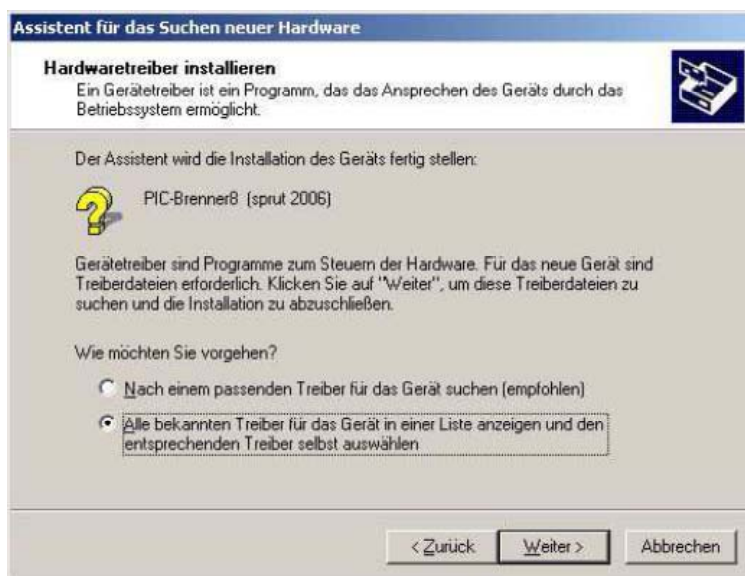 Assistent für das Suchen neuer Hardware
Hardwaretreiber installieren
Ein Gerätetreiber ist ein Programm, das das Ansprechen des Geräts durch das
Betriebssystem ermöglicht.
Der Assistent wird die Installation des Geräts fertig stellen:
PIC-Brenner8 (sprut 2006)
Gerätetreiber sind Programme zum Steuern der Hardware. Für das neue Gerät sind
Treiberdateien erforderlich. Klicken Sie auf "Weiter", um diese Treiberdateien zu
suchen und die Installation zu abzuschließen.
Wie möchten Sie vorgehen?
Nach einem passenden Treiber für das Gerät suchen (empfohlen)
Alle bekannten Treiber für das Gerät in einer Liste anzeigen und den
entsprechenden Treiber selbst auswählen
< Zurück Weiter > Abbrechen